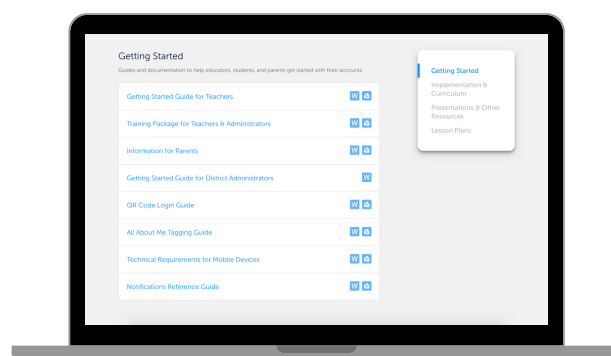 Getting Started
Guides and documentation to help educators, students, and parents get started with their accounts
Getting Started Guide for Teachers
W
Training Package for Teachers & Administrators
W
Information for Parents
W
Getting Started Guide for District Administrators
W
QR Code Login Guide
W
All About Me Tagging Guide
W
Technical Requirements for Mobile Devices
W
Notifications Reference Guide
W
Getting Started
Implementation &
Curriculum
Presentations & Other
Resources
Lesson Plans